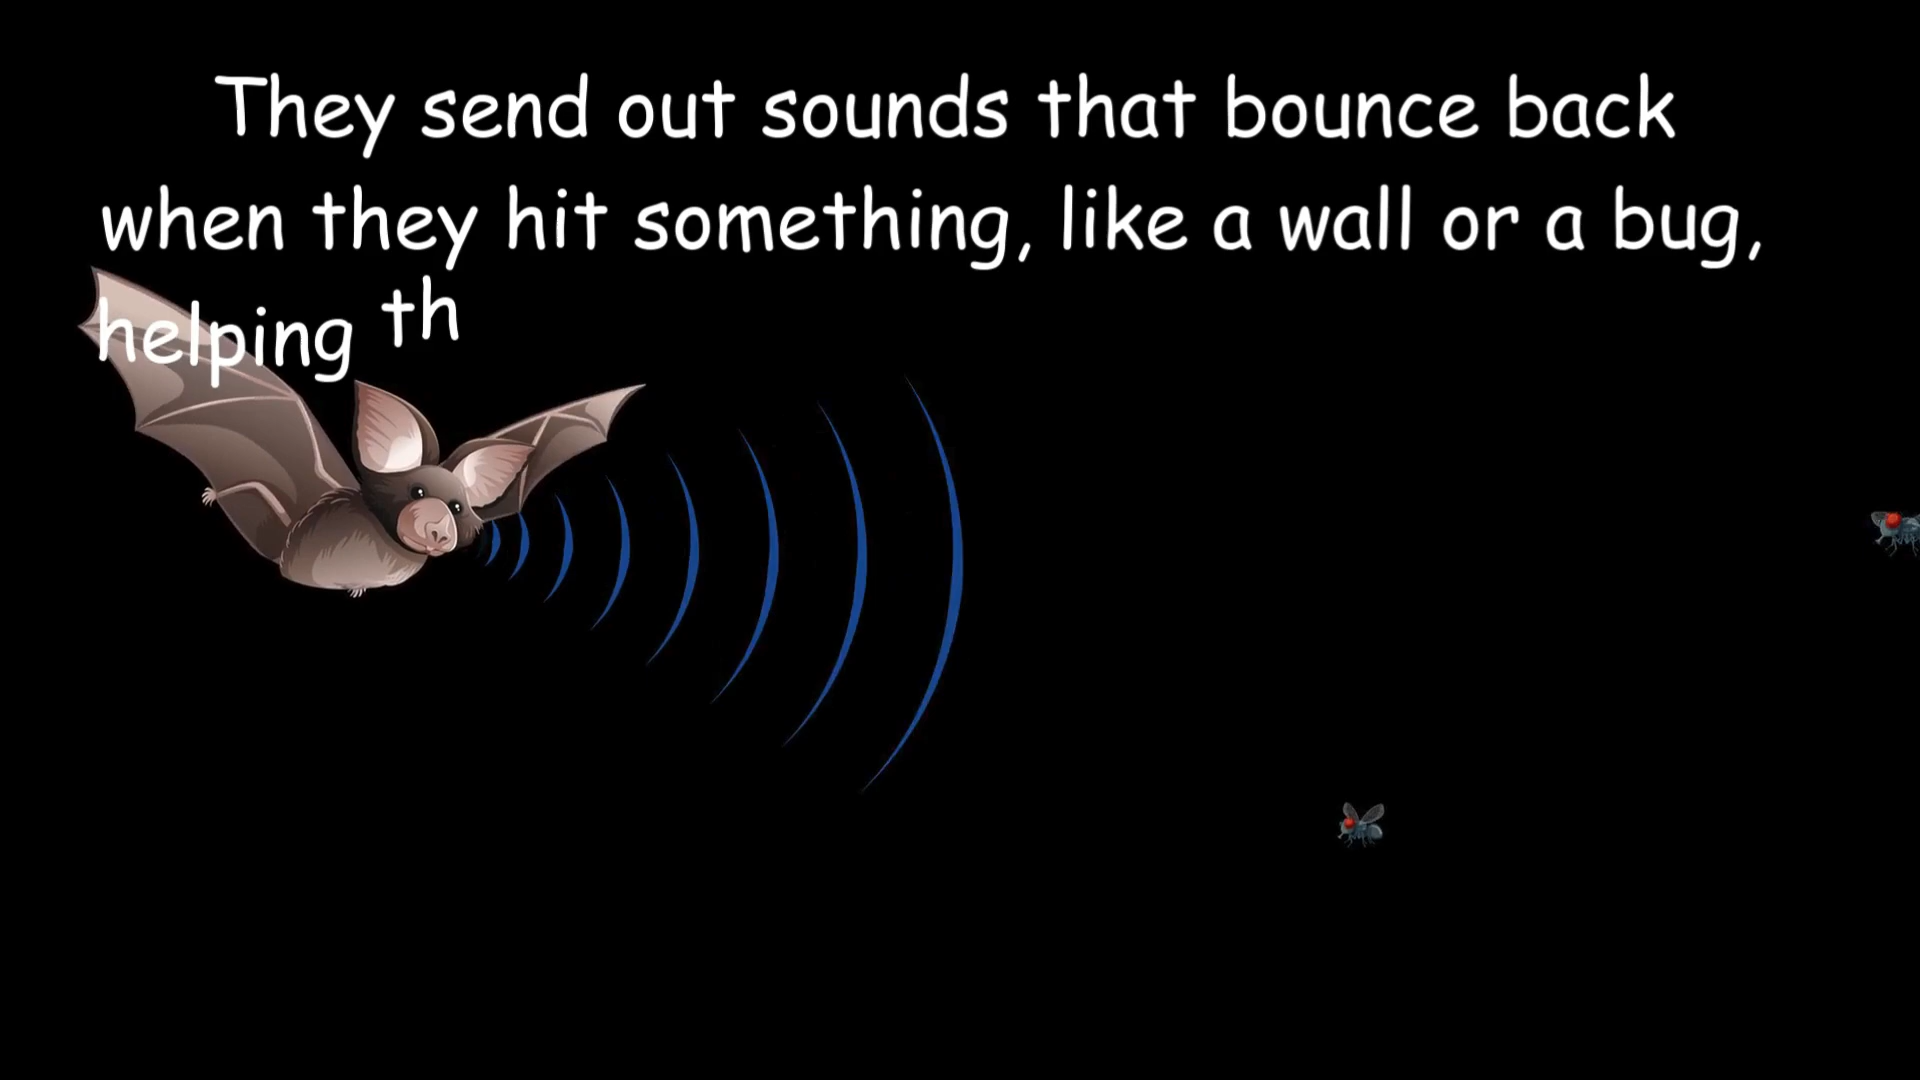 They send out sounds that bounce back
when they hit something, like a wall or a bug,
helping th